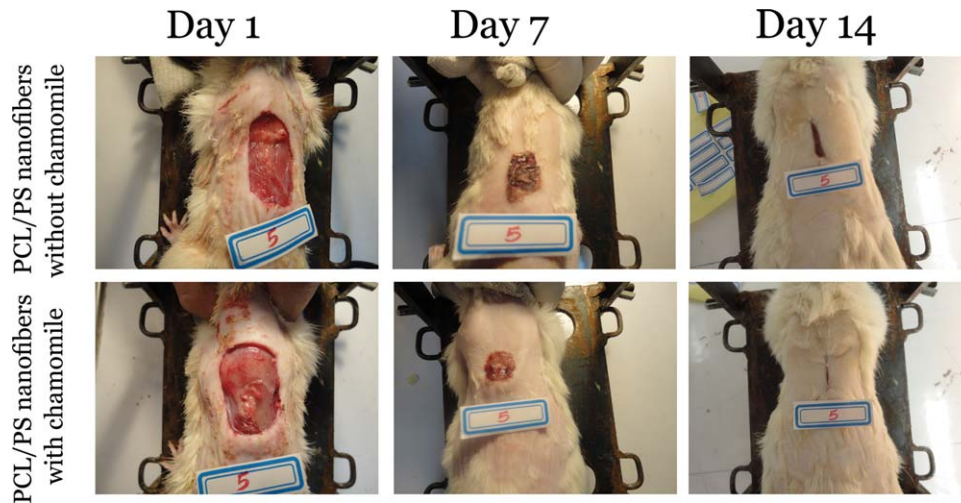 Day 1
Day 7
Day 14
PCL/PS nanofibers
without chamomile
5
5
5
PCL/PS nanofibers
with chamomile
5
5
5